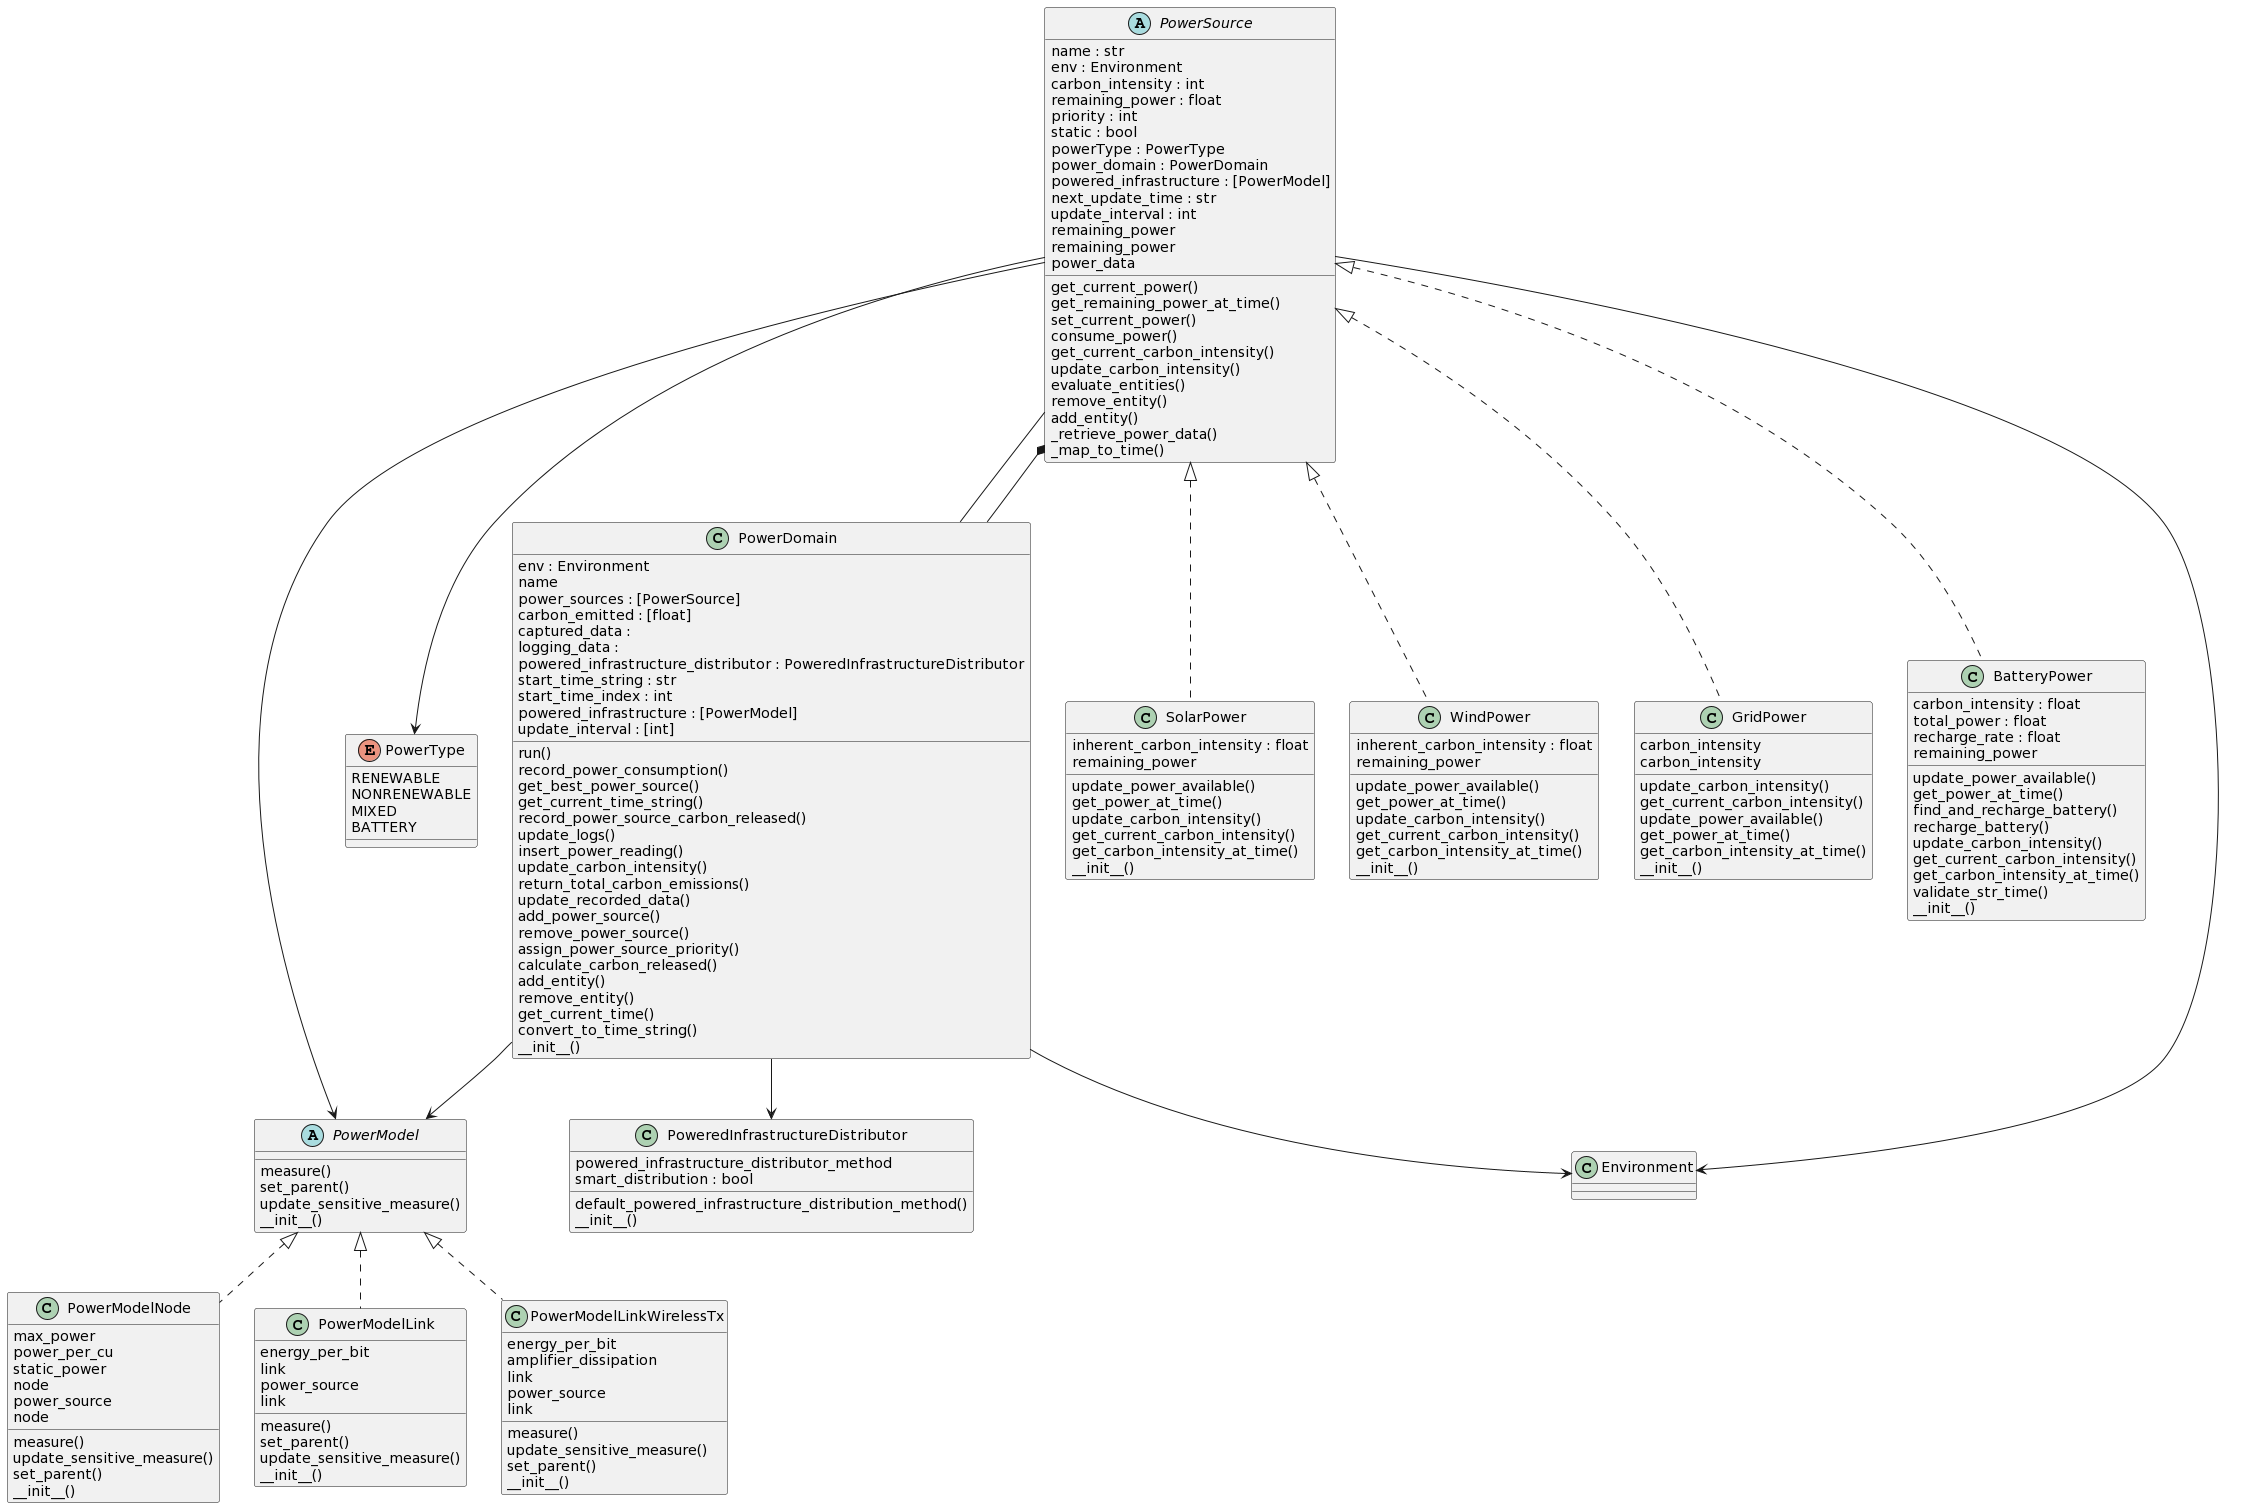 A PowerSource
name : str
env : Environment
carbon_intensity : int
remaining_power : float
priority : int
static : bool
powerType : PowerType
power_domain : PowerDomain
powered_infrastructure : [PowerModel]
next_update_time : str
update_interval : int
remaining_power
remaining_power
power_data
get_current_power()
get_remaining_power_at_time()
set_current_power()
consume_power()
get_current_carbon_intensity()
update_carbon_intensity()
evaluate_entities()
remove_entity()
add_entity()
_retrieve_power_data()
_map_to_time()
C PowerDomain
env : Environment
name
power_sources : [PowerSource]
carbon_emitted : [float]
captured_data :
logging_data :
powered_infrastructure_distributor : PoweredInfrastructureDistributor
start_time_string : str
start_time_index : int
powered_infrastructure : [PowerModel]
update_interval : [int]
run()
record_power_consumption()
get_best_power_source()
get_current_time_string()
record_power_source_carbon_released()
update_logs()
insert_power_reading()
update_carbon_intensity()
return_total_carbon_emissions()
update_recorded_data()
add_power_source()
remove_power_source()
assign_power_source_priority()
calculate_carbon_released()
add_entity()
remove_entity()
get_current_time()
convert_to_time_string()
__init__()
E PowerType
RENEWABLE
NONRENEWABLE
MIXED
BATTERY
C SolarPower
inherent_carbon_intensity : float
remaining_power
update_power_available()
get_power_at_time()
update_carbon_intensity()
get_current_carbon_intensity()
get_carbon_intensity_at_time()
__init__()
C WindPower
inherent_carbon_intensity : float
remaining_power
update_power_available()
get_power_at_time()
update_carbon_intensity()
get_current_carbon_intensity()
get_carbon_intensity_at_time()
__init__()
C GridPower
carbon_intensity
carbon_intensity
update_carbon_intensity()
get_current_carbon_intensity()
update_power_available()
get_power_at_time()
get_carbon_intensity_at_time()
__init__()
C BatteryPower
carbon_intensity : float
total_power : float
recharge_rate : float
remaining_power
update_power_available()
get_power_at_time()
find_and_recharge_battery()
recharge_battery()
update_carbon_intensity()
get_current_carbon_intensity()
get_carbon_intensity_at_time()
validate_str_time()
__init__()
A PowerModel
measure()
set_parent()
update_sensitive_measure()
__init__()
C PoweredInfrastructureDistributor
powered_infrastructure_distributor_method
smart_distribution : bool
default_powered_infrastructure_distribution_method()
__init__()
C Environment
C PowerModelNode
max_power
power_per_cu
static_power
node
power_source
node
measure()
update_sensitive_measure()
set_parent()
__init__()
C PowerModelLink
energy_per_bit
link
power_source
link
measure()
set_parent()
update_sensitive_measure()
__init__()
C PowerModelLinkWirelessTx
energy_per_bit
amplifier_dissipation
link
power_source
link
measure()
update_sensitive_measure()
set_parent()
__init__()